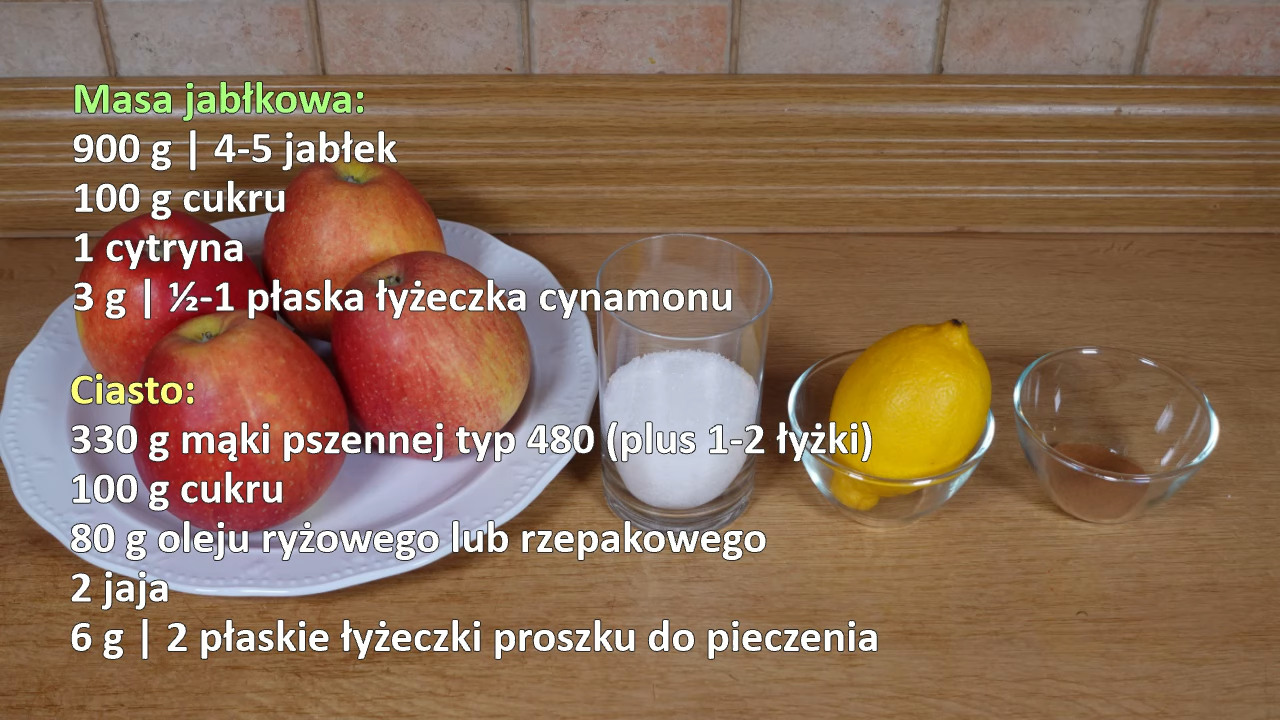 Masa jabłkowa:
900 g | 4-5 jabłek
100 g cukru
1 cytryna
3 g | ½-1 płaska łyżeczka cynamonu
Ciasto:
330 g mąki pszennej typ 480 (plus 1-2 łyżki)
100 g cukru
80 g oleju ryżowego lub rzepakowego
2 jaja
6 g | 2 płaskie łyżeczki proszku do pieczenia